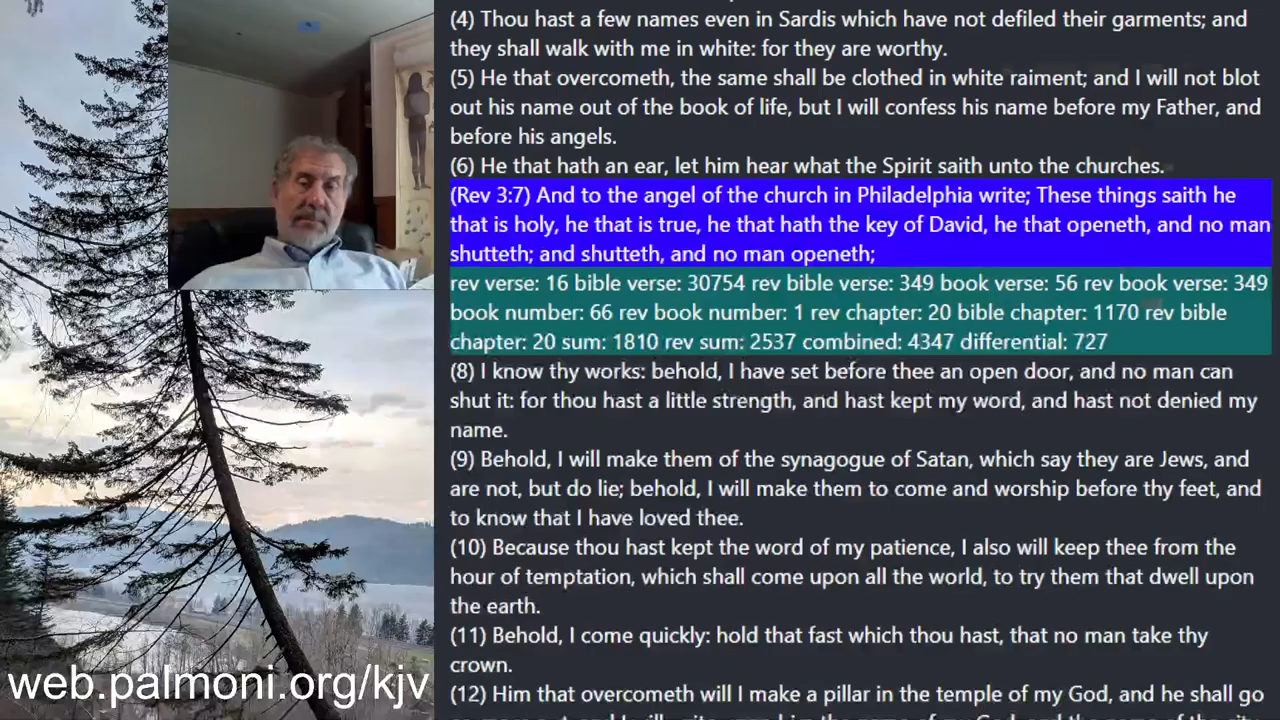 (4) Thou hast a few names even in Sardis which have not defiled their garments; and
they shall walk with me in white: for they are worthy.
(5) He that overcometh, the same shall be clothed in white raiment; and I will not blot
out his name out of the book of life, but I will confess his name before my Father, and
before his angels.
(6) He that hath an ear, let him hear what the Spirit saith unto the churches.
(Rev 3:7) And to the angel of the church in Philadelphia write; These things saith he
that is holy, he that is true, he that hath the key of David, he that openeth, and no man
shutteth; and shutteth, and no man openeth;
rev verse: 16 bible verse: 30754 rev bible verse: 349 book verse: 56 rev book verse: 349
book number: 66 rev book number: 1 rev chapter: 20 bible chapter: 1170 rev bible
chapter: 20 sum: 1810 rev sum: 2537 combined: 4347 differential: 727
(8) I know thy works: behold, I have set before thee an open door, and no man can
shut it: for thou hast a little strength, and hast kept my word, and hast not denied my
name.
(9) Behold, I will make them of the synagogue of Satan, which say they are Jews, and
are not, but do lie; behold, I will make them to come and worship before thy feet, and
to know that I have loved thee.
(10) Because thou hast kept the word of my patience, I also will keep thee from the
hour of temptation, which shall come upon all the world, to try them that dwell upon
the earth.
(11) Behold, I come quickly: hold that fast which thou hast, that no man take thy
crown.
(12) Him that overcometh will I make a pillar in the temple of my God, and he shall go
web.palmoni.org/kjv